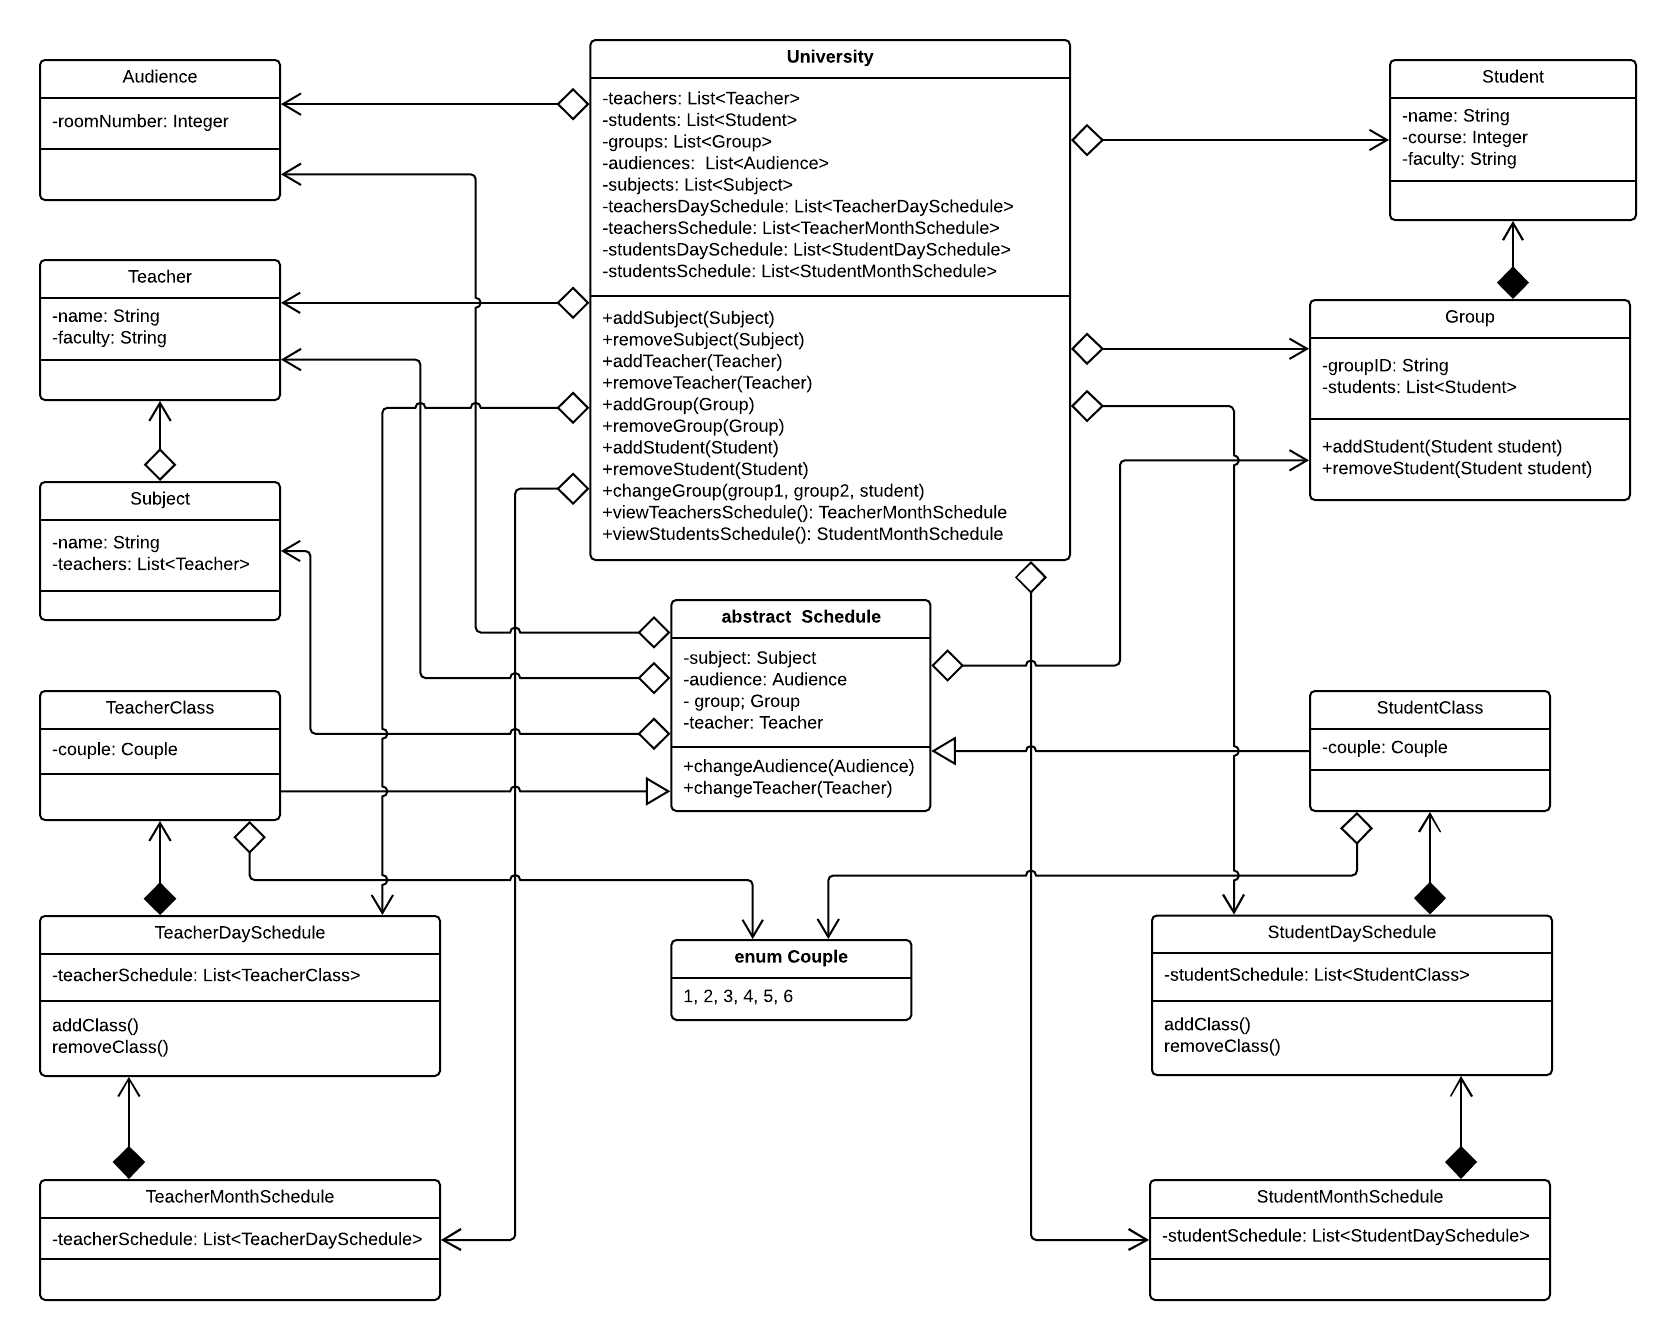 Audience
-roomNumber: Integer
University
-teachers: List<Teacher>
-students: List<Student>
-groups: List<Group>
-audiences:  List<Audience>
-subjects: List<Subject>
-teachersDaySchedule: List<TeacherDaySchedule>
-teachersSchedule: List<TeacherMonthSchedule>
-studentsDaySchedule: List<StudentDaySchedule>
-studentsSchedule: List<StudentMonthSchedule>
+addSubject(Subject)
+removeSubject(Subject)
+addTeacher(Teacher)
+removeTeacher(Teacher)
+addGroup(Group)
+removeGroup(Group)
+addStudent(Student)
+removeStudent(Student)
+changeGroup(group1, group2, student)
+viewTeachersSchedule(): TeacherMonthSchedule
+viewStudentsSchedule(): StudentMonthSchedule
Student
-name: String
-course: Integer
-faculty: String
Teacher
-name: String
-faculty: String
Group
-groupID: String
-students: List<Student>
+addStudent(Student student)
+removeStudent(Student student)
Subject
-name: String
-teachers: List<Teacher>
abstract  Schedule
-subject: Subject
-audience: Audience
- group; Group
-teacher: Teacher
+changeAudience(Audience)
+changeTeacher(Teacher)
TeacherClass
-couple: Couple
StudentClass
-couple: Couple
TeacherDaySchedule
-teacherSchedule: List<TeacherClass>
addClass()
removeClass()
enum Couple
1, 2, 3, 4, 5, 6
StudentDaySchedule
-studentSchedule: List<StudentClass>
addClass()
removeClass()
TeacherMonthSchedule
-teacherSchedule: List<TeacherDaySchedule>
StudentMonthSchedule
-studentSchedule: List<StudentDaySchedule>